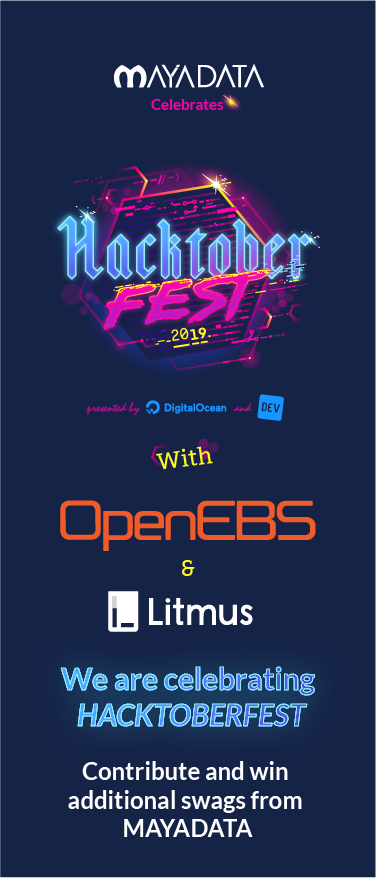 MAYADATA
Celebrates
Hacktober
FEST
2019
presented by DigitalOcean and DEV
With
OpenEBS
&
Litmus
We are celebrating
HACKTOBERFEST
Contribute and win
additional swags from
MAYADATA